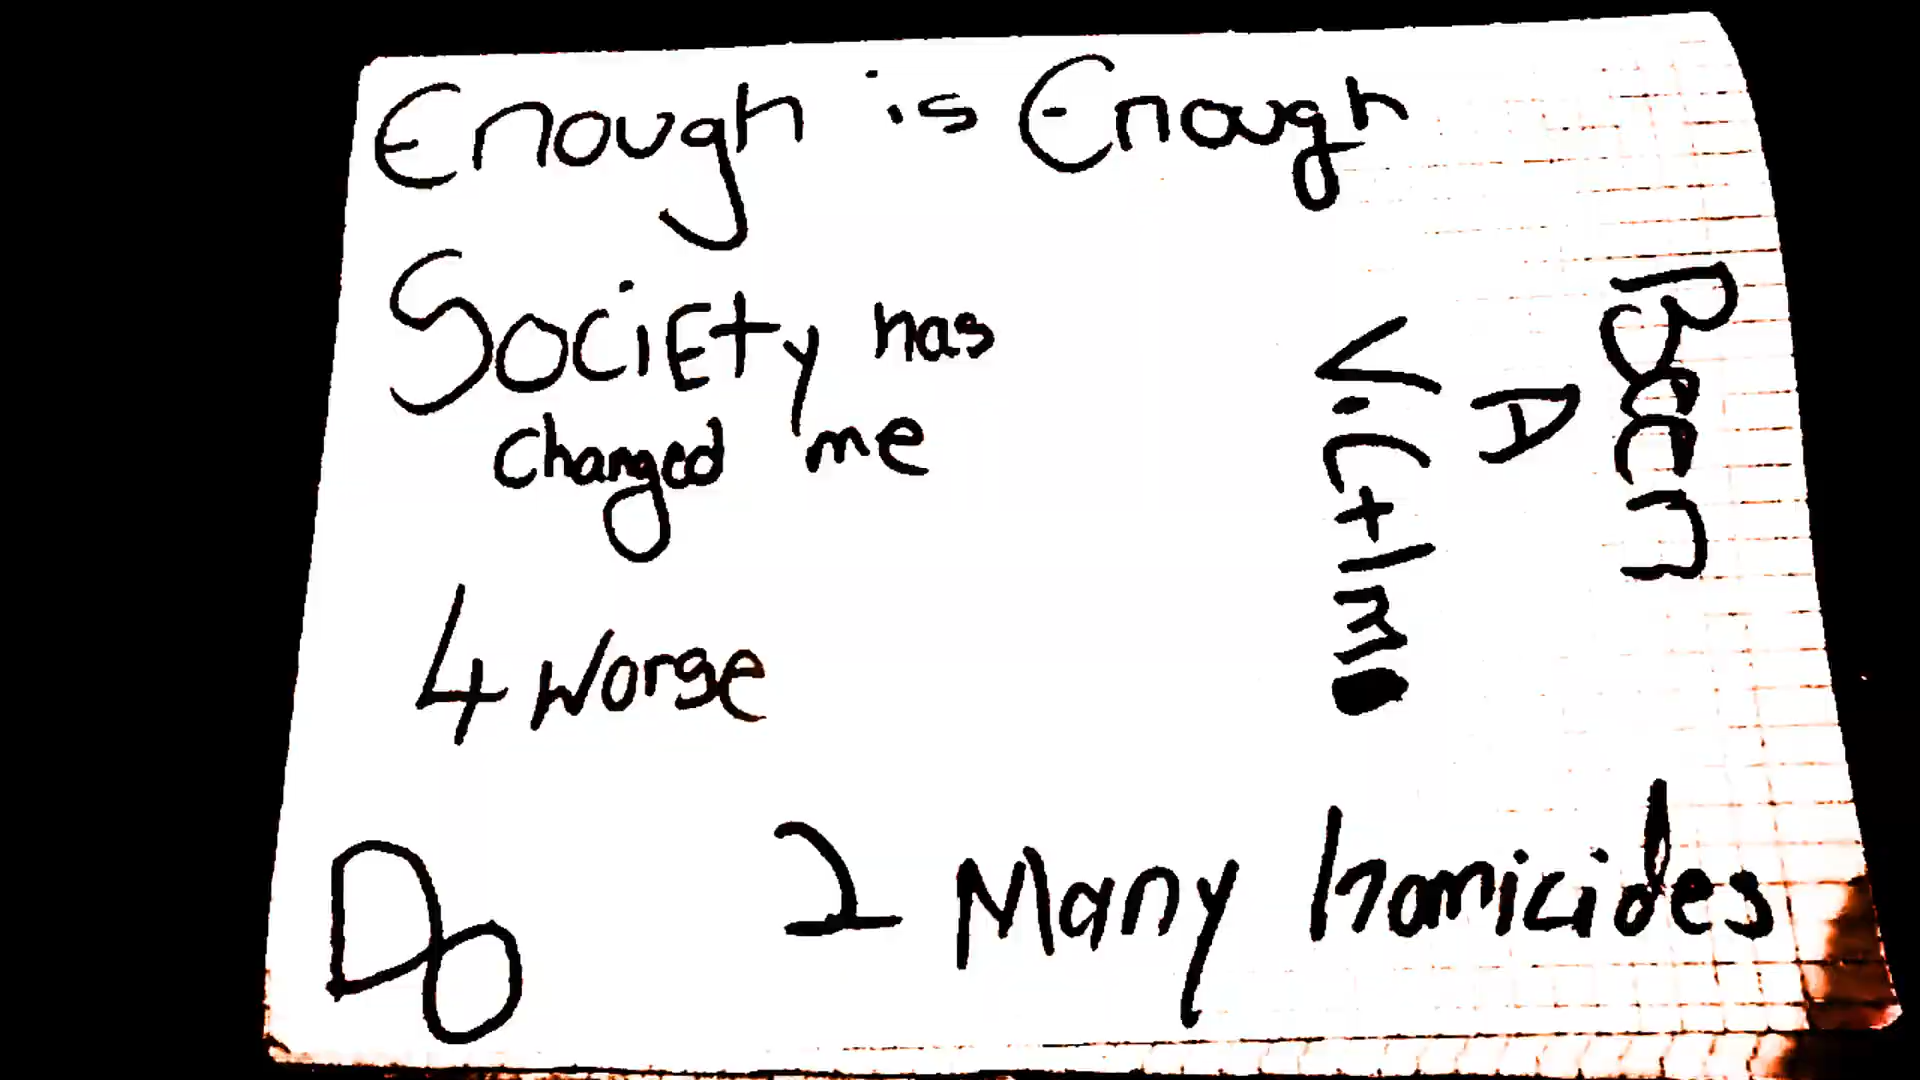 Enough is Enough
SociEty has
changed me
4 Worse
Been
A
Victim
Do
2 Many homicides